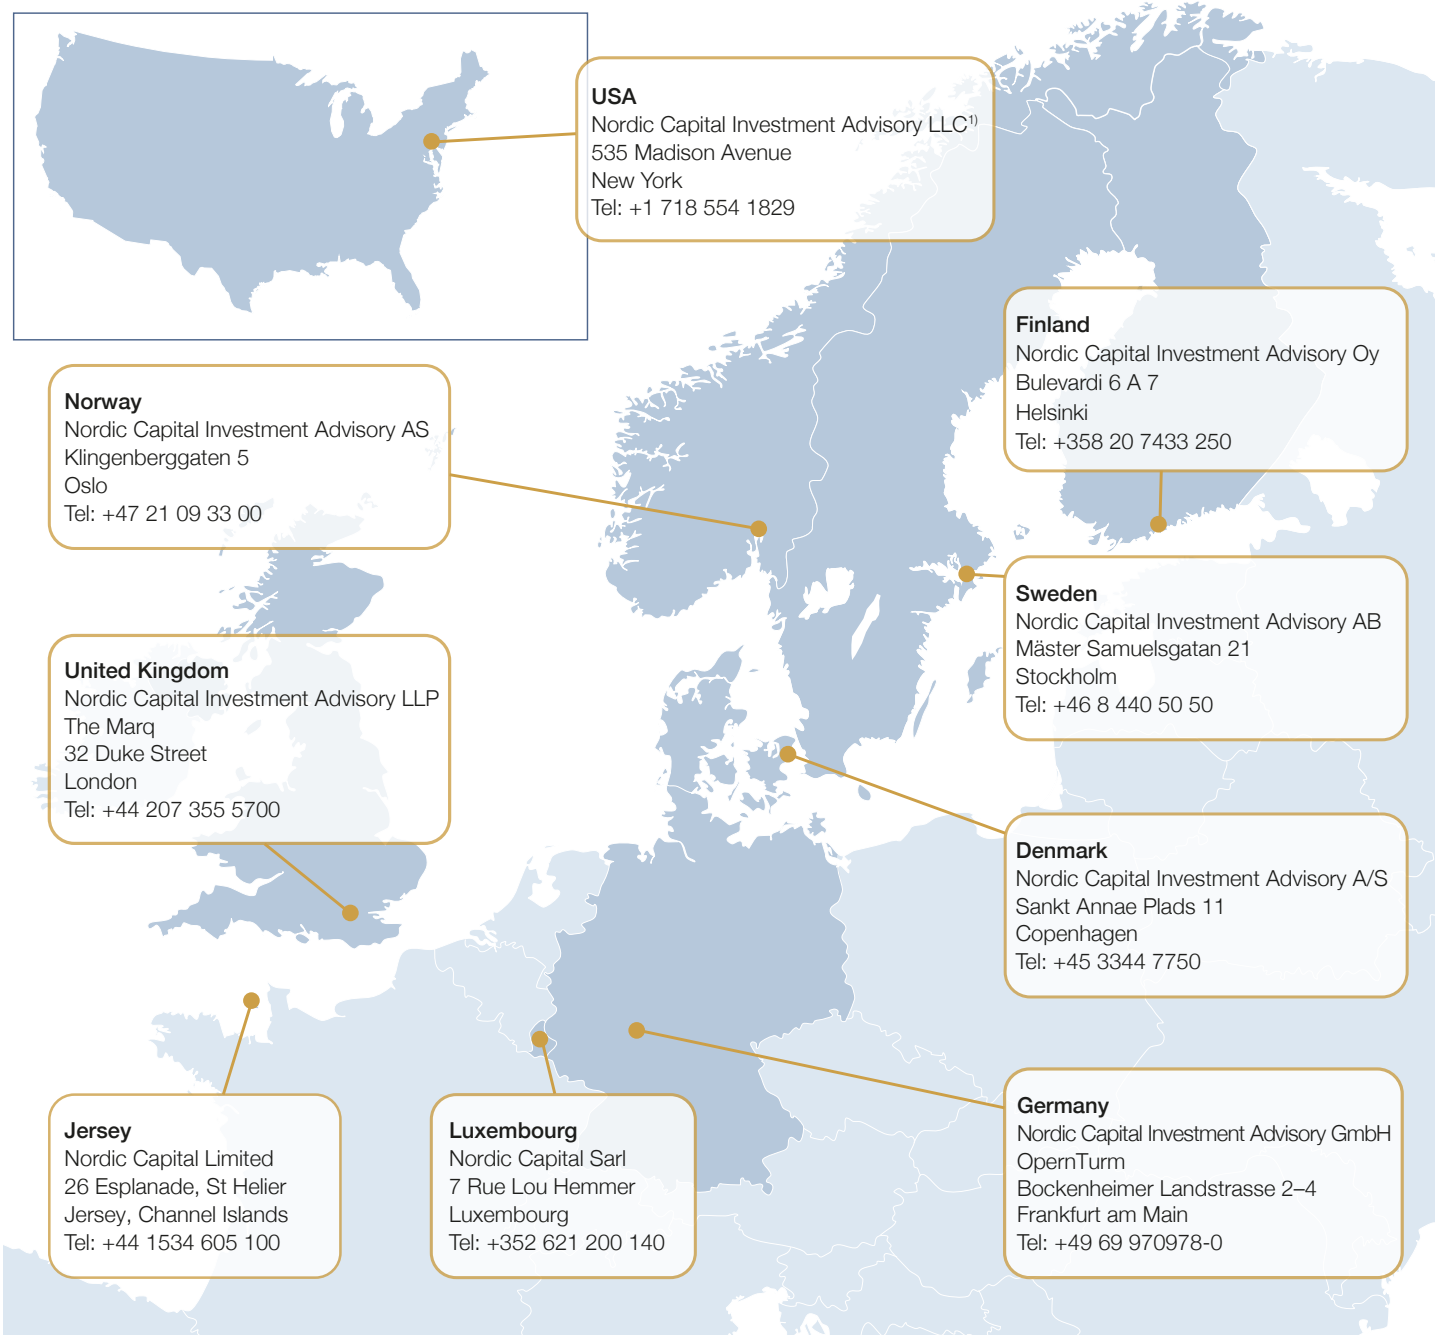 USA
Nordic Capital Investment Advisory LLC¹⁾
535 Madison Avenue
New York
Tel: +1 718 554 1829
Finland
Nordic Capital Investment Advisory Oy
Bulevardi 6 A 7
Helsinki
Tel: +358 20 7433 250
Norway
Nordic Capital Investment Advisory AS
Klingenberggaten 5
Oslo
Tel: +47 21 09 33 00
Sweden
Nordic Capital Investment Advisory AB
Mäster Samuelsgatan 21
Stockholm
Tel: +46 8 440 50 50
United Kingdom
Nordic Capital Investment Advisory LLP
The Marq
32 Duke Street
London
Tel: +44 207 355 5700
Denmark
Nordic Capital Investment Advisory A/S
Sankt Annae Plads 11
Copenhagen
Tel: +45 3344 7750
Jersey
Nordic Capital Limited
26 Esplanade, St Helier
Jersey, Channel Islands
Tel: +44 1534 605 100
Luxembourg
Nordic Capital Sarl
7 Rue Lou Hemmer
Luxembourg
Tel: +352 621 200 140
Germany
Nordic Capital Investment Advisory GmbH
OpernTurm
Bockenheimer Landstrasse 2–4
Frankfurt am Main
Tel: +49 69 970978-0